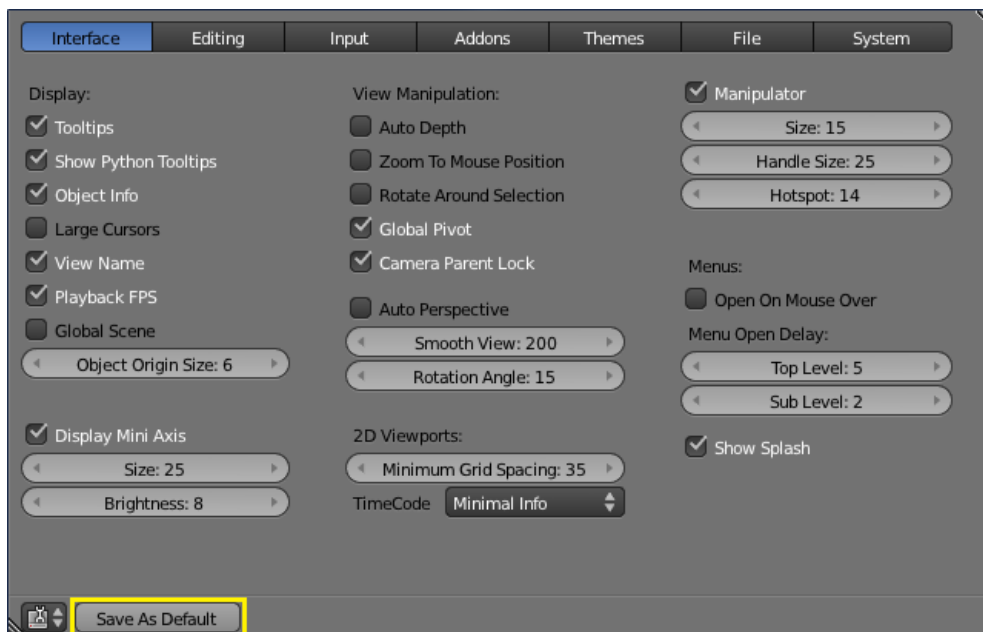 Interface Editing Input Addons Themes File System
Display:
Tooltips
Show Python Tooltips
Object Info
Large Cursors
View Name
Playback FPS
Global Scene
Object Origin Size: 6
Display Mini Axis
Size: 25
Brightness: 8
View Manipulation:
Auto Depth
Zoom To Mouse Position
Rotate Around Selection
Global Pivot
Camera Parent Lock
Auto Perspective
Smooth View: 200
Rotation Angle: 15
2D Viewports:
Minimum Grid Spacing: 35
TimeCode Minimal Info
Manipulator
Size: 15
Handle Size: 25
Hotspot: 14
Menus:
Open On Mouse Over
Menu Open Delay:
Top Level: 5
Sub Level: 2
Show Splash
Save As Default